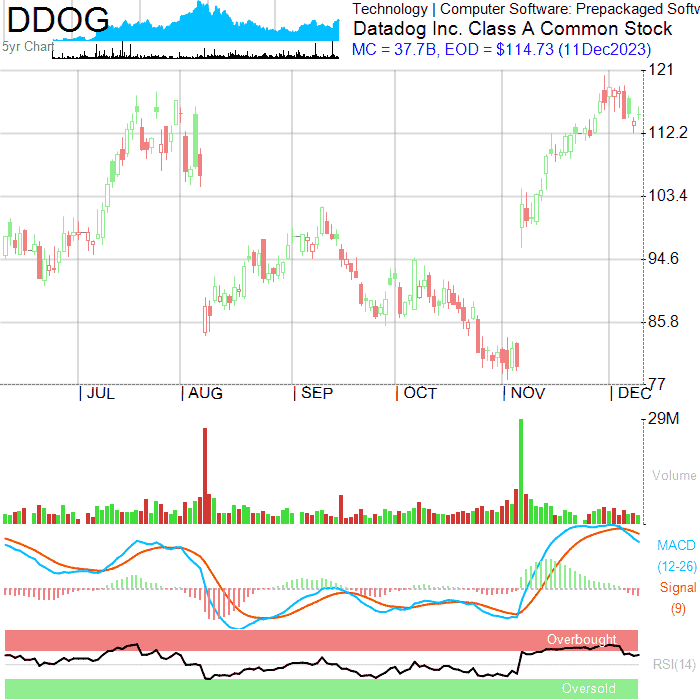 DDOG
5yr Chart
Technology | Computer Software: Prepackaged Softw
Datadog Inc. Class A Common Stock
MC = 37.7B, EOD = $114.73 (11Dec2023)
121
112.2
103.4
94.6
85.8
77
JUL AUG SEP OCT NOV DEC
29M
Volume
MACD
(12-26)
Signal
(9)
Overbought
RSI(14)
Oversold